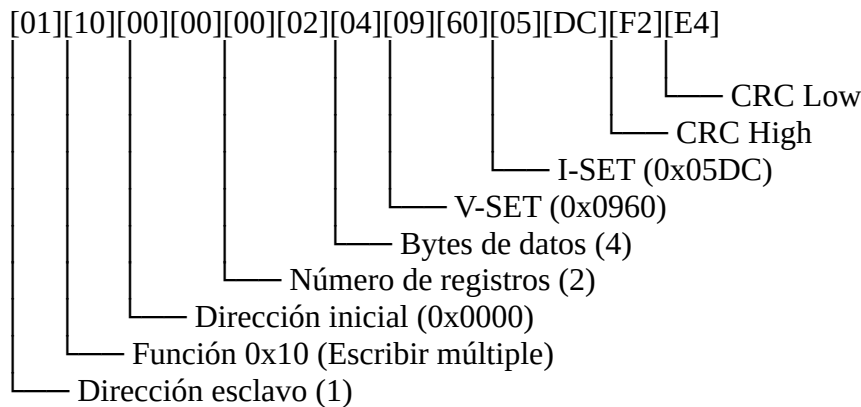 [01][10][00][00][00][02][04][09][60][05][DC][F2][E4]
CRC Low
CRC High
I-SET (0x05DC)
V-SET (0x0960)
Bytes de datos (4)
Número de registros (2)
Dirección inicial (0x0000)
Función 0x10 (Escribir múltiple)
Dirección esclavo (1)